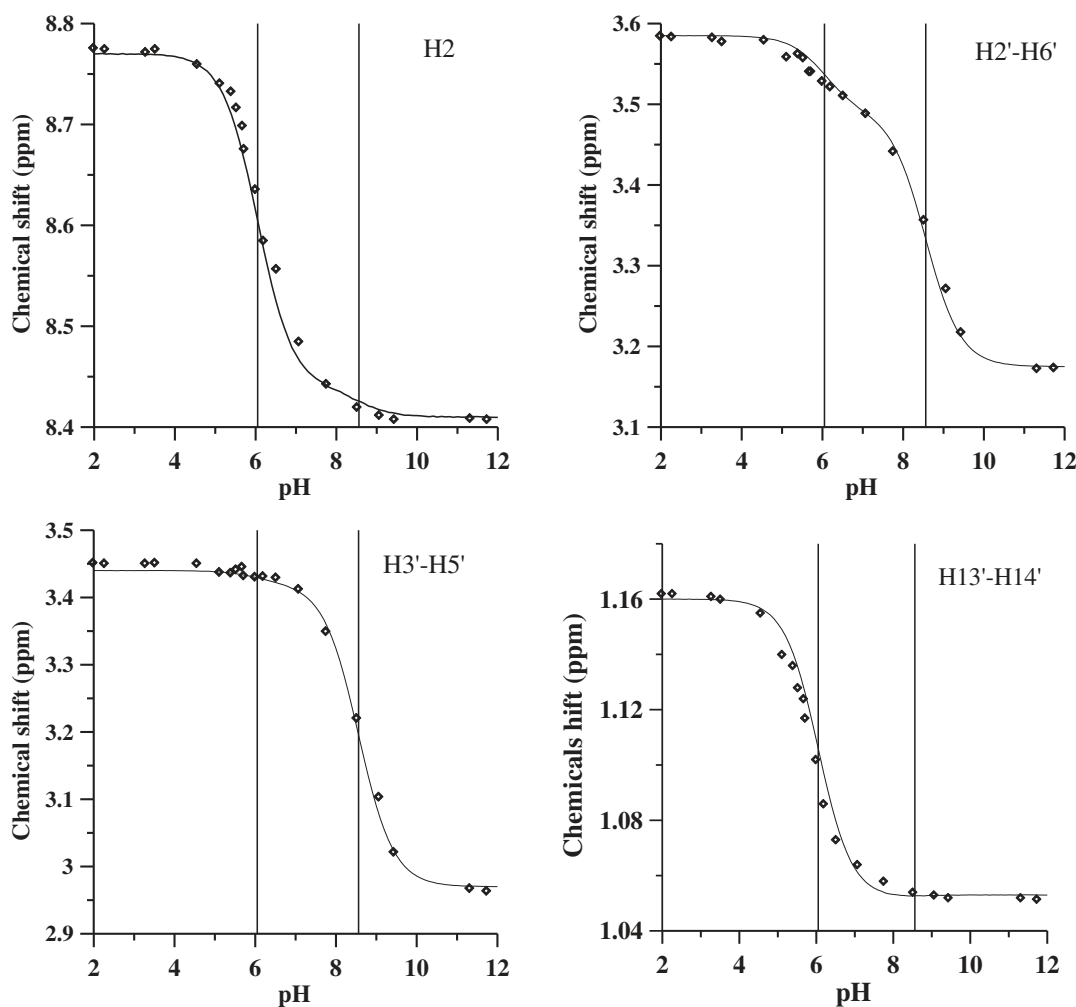 H2
Chemical shift (ppm)
8.8
8.7
8.6
8.5
8.4
2 4 6 8 10 12
pH
H2'-H6'
Chemical shift (ppm)
3.6
3.5
3.4
3.3
3.2
3.1
2 4 6 8 10 12
pH
H3'-H5'
Chemical shift (ppm)
3.5
3.4
3.3
3.2
3.1
3
2.9
2 4 6 8 10 12
pH
H13'-H14'
Chemicals hift (ppm)
1.16
1.12
1.08
1.04
2 4 6 8 10 12
pH